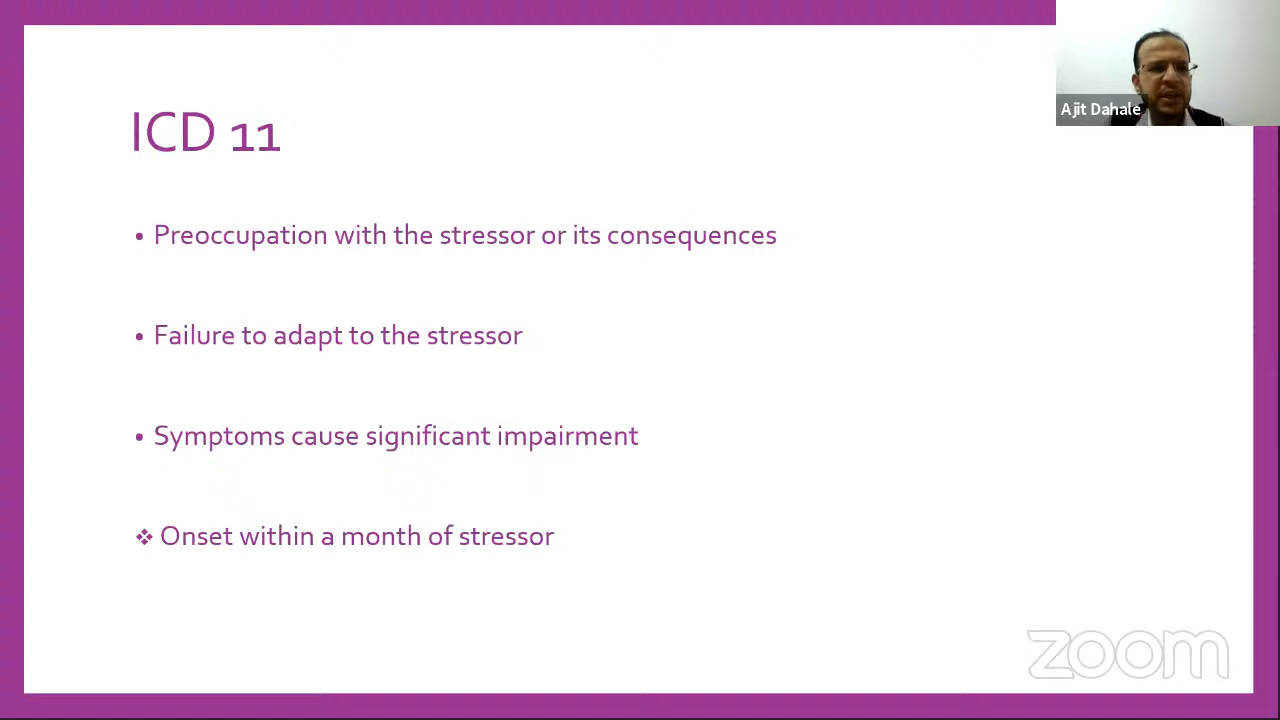 Ajit Dahale
ICD 11
• Preoccupation with the stressor or its consequences
• Failure to adapt to the stressor
• Symptoms cause significant impairment
❖ Onset within a month of stressor
zoom